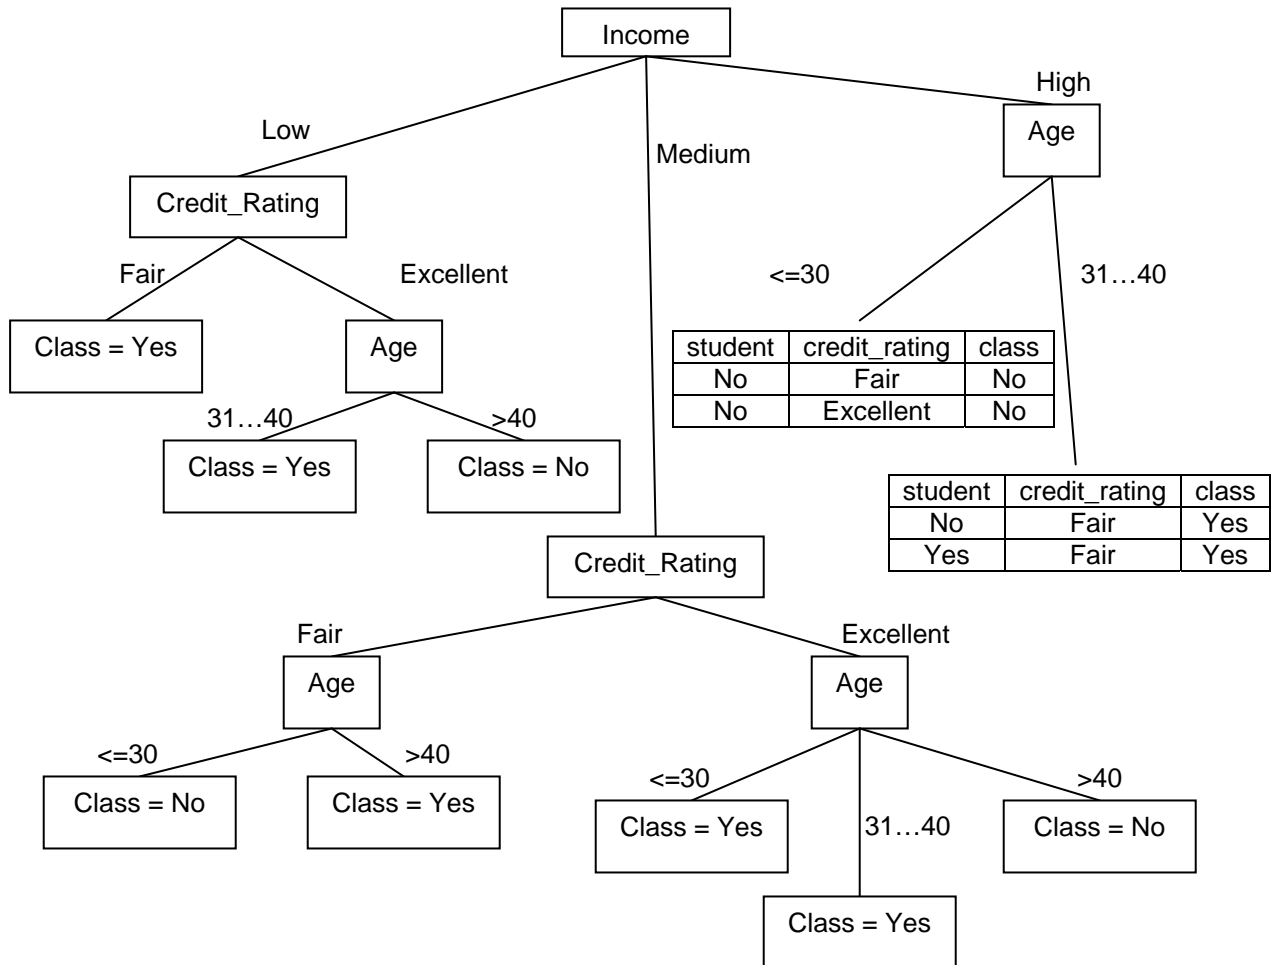 Income
High
Low
Age
Medium
Credit_Rating
Fair
Excellent
<=30
31…40
Class = Yes
Age
student credit_rating class
No Fair No
No Excellent No
31…40
>40
Class = Yes
Class = No
student credit_rating class
No Fair Yes
Yes Fair Yes
Credit_Rating
Fair
Excellent
Age
Age
<=30
>40
<=30
>40
Class = No
Class = Yes
Class = Yes
31…40
Class = No
Class = Yes